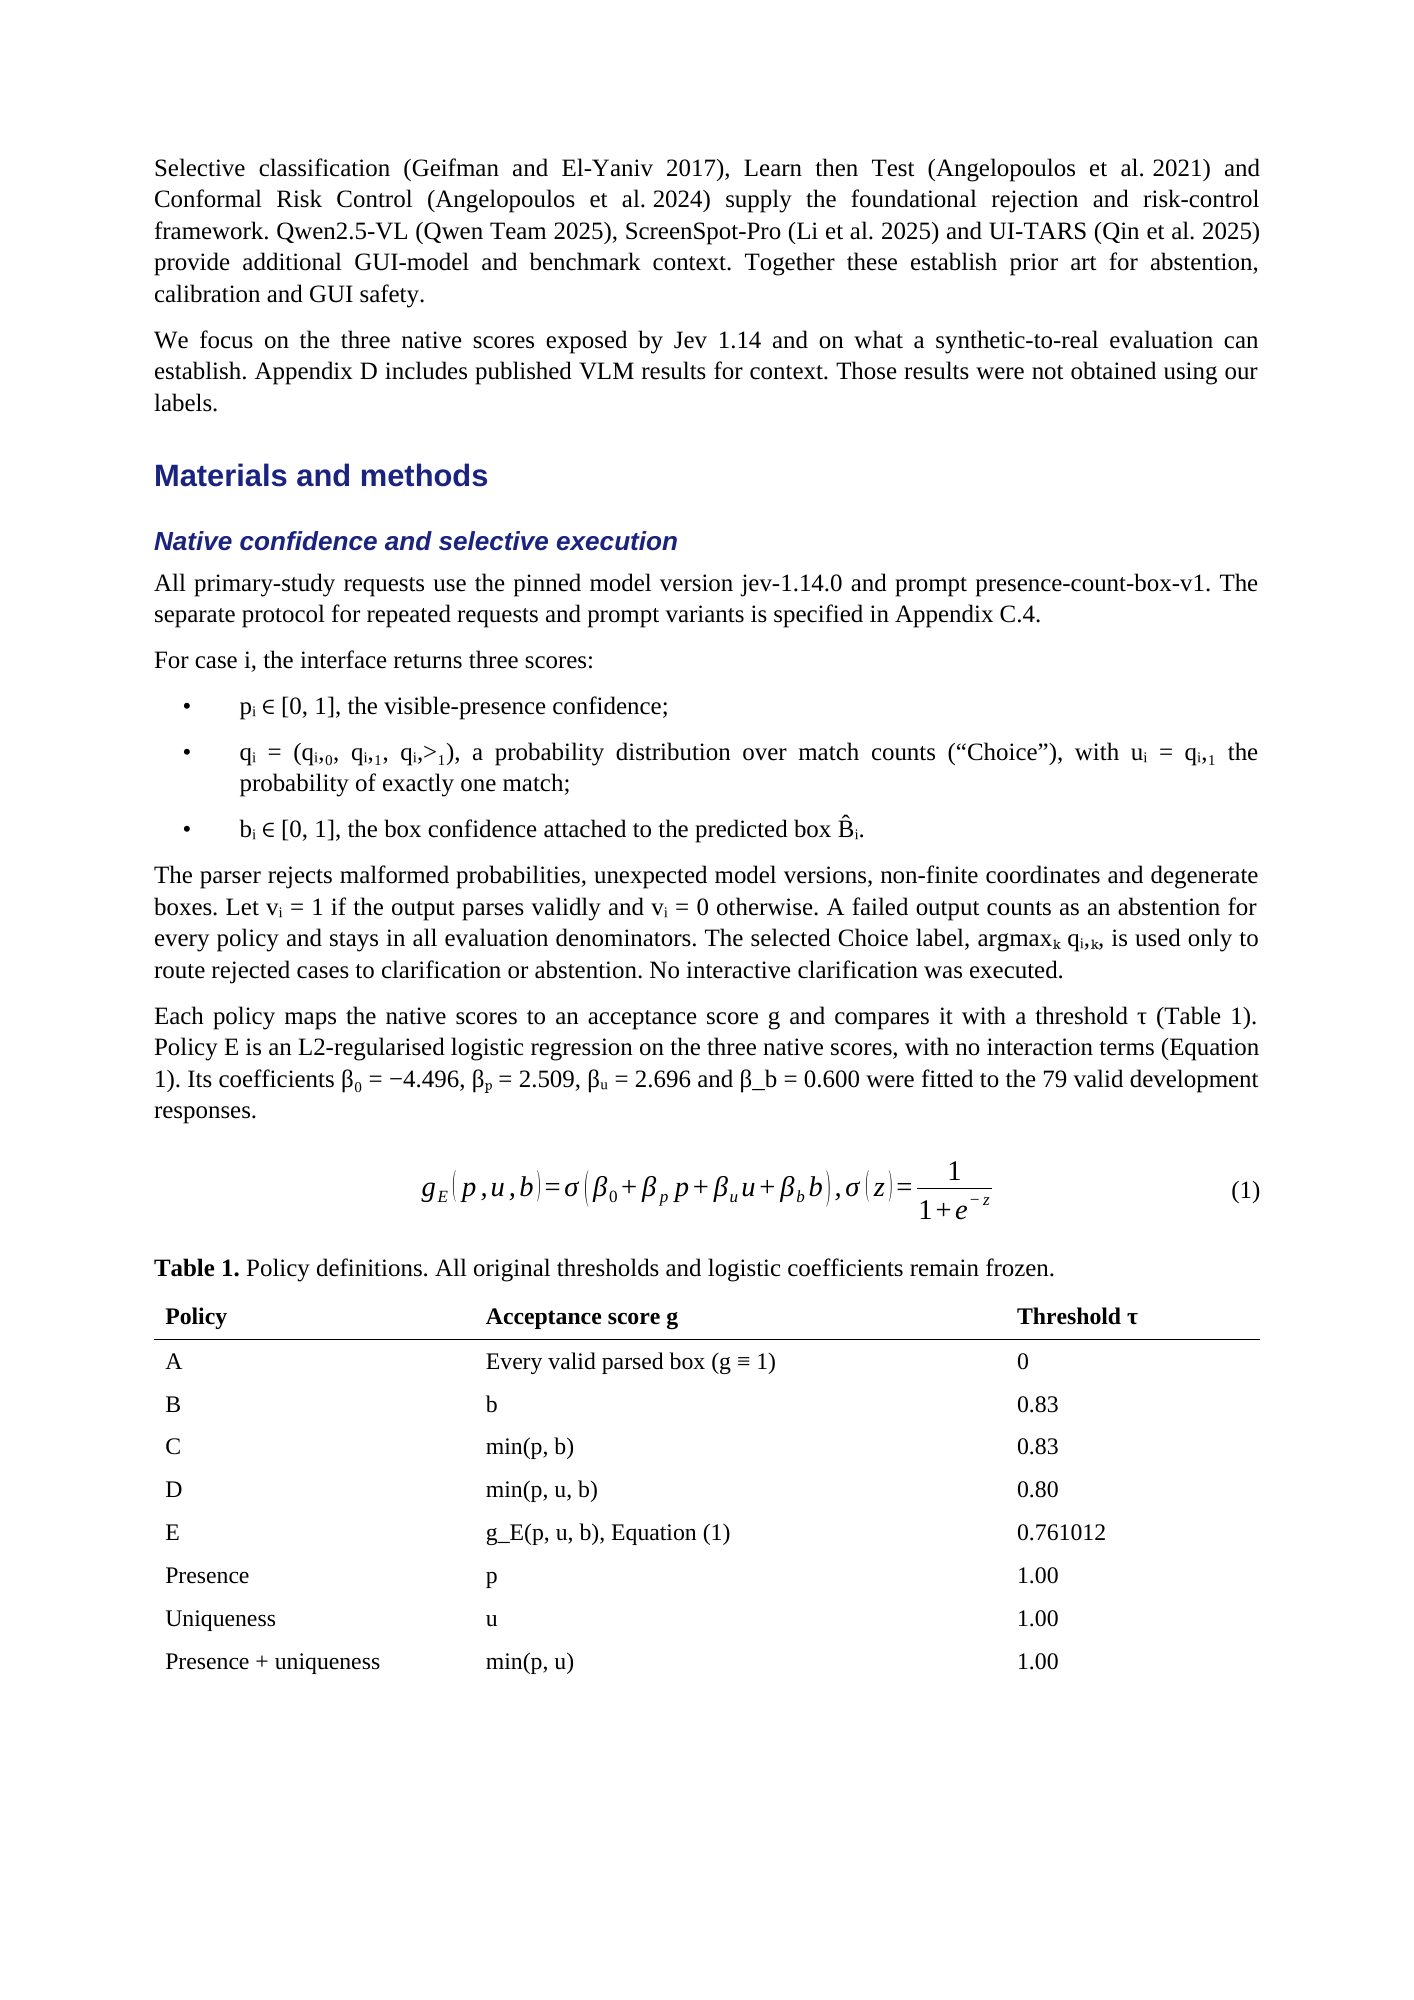 Selective classification (Geifman and El-Yaniv 2017), Learn then Test (Angelopoulos et al. 2021) and
Conformal Risk Control (Angelopoulos et al. 2024) supply the foundational rejection and risk-control
framework. Qwen2.5-VL (Qwen Team 2025), ScreenSpot-Pro (Li et al. 2025) and UI-TARS (Qin et al. 2025)
provide additional GUI-model and benchmark context. Together these establish prior art for abstention,
calibration and GUI safety.
We focus on the three native scores exposed by Jev 1.14 and on what a synthetic-to-real evaluation can
establish. Appendix D includes published VLM results for context. Those results were not obtained using our
labels.
Materials and methods
Native confidence and selective execution
All primary-study requests use the pinned model version jev-1.14.0 and prompt presence-count-box-v1. The
separate protocol for repeated requests and prompt variants is specified in Appendix C.4.
For case i, the interface returns three scores:
• pᵢ ∈ [0, 1], the visible-presence confidence;
• qᵢ = (qᵢ,₀, qᵢ,₁, qᵢ,>₁), a probability distribution over match counts (“Choice”), with uᵢ = qᵢ,₁ the
probability of exactly one match;
• bᵢ ∈ [0, 1], the box confidence attached to the predicted box B̂ᵢ.
The parser rejects malformed probabilities, unexpected model versions, non-finite coordinates and degenerate
boxes. Let vᵢ = 1 if the output parses validly and vᵢ = 0 otherwise. A failed output counts as an abstention for
every policy and stays in all evaluation denominators. The selected Choice label, argmaxₖ qᵢ,ₖ, is used only to
route rejected cases to clarification or abstention. No interactive clarification was executed.
Each policy maps the native scores to an acceptance score g and compares it with a threshold τ (Table 1).
Policy E is an L2-regularised logistic regression on the three native scores, with no interaction terms (Equation
1). Its coefficients β₀ = −4.496, βₚ = 2.509, βᵤ = 2.696 and β_b = 0.600 were fitted to the 79 valid development
responses.
g_E(p,u,b)=σ(β₀+β_p p+β_u u+β_b b),σ(z)=1/(1+e^−z) (1)
Table 1. Policy definitions. All original thresholds and logistic coefficients remain frozen.
Policy Acceptance score g Threshold τ
A Every valid parsed box (g ≡ 1) 0
B b 0.83
C min(p, b) 0.83
D min(p, u, b) 0.80
E g_E(p, u, b), Equation (1) 0.761012
Presence p 1.00
Uniqueness u 1.00
Presence + uniqueness min(p, u) 1.00